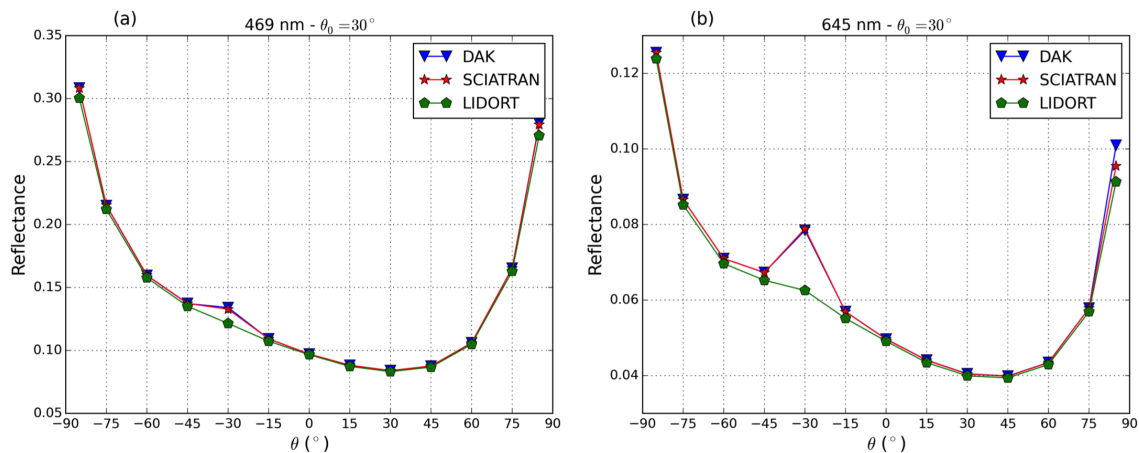 (a)
469 nm - θ₀ =30°
0.35
0.30
0.25
0.20
0.15
0.10
0.05
Reflectance
DAK
SCIATRAN
LIDORT
−90 −75 −60 −45 −30 −15 0 15 30 45 60 75 90
θ (°)
(b)
645 nm - θ₀ =30°
0.12
0.10
0.08
0.06
0.04
Reflectance
DAK
SCIATRAN
LIDORT
−90 −75 −60 −45 −30 −15 0 15 30 45 60 75 90
θ (°)